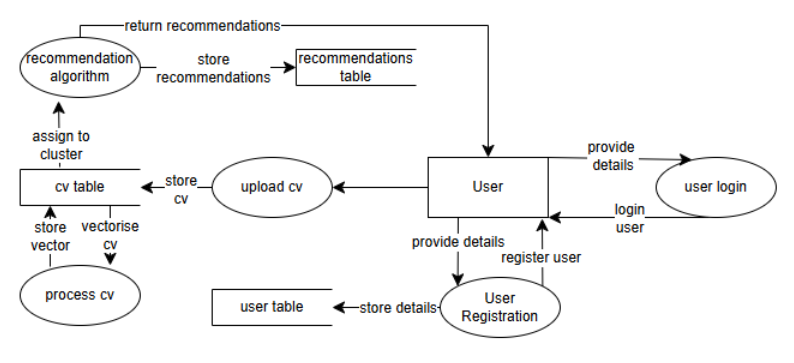 return recommendations
recommendation
algorithm
store
recommendations
recommendations
table
assign to
cluster
provide
details
cv table
store
cv
upload cv
User
user login
login
user
store
vector
vectorise
cv
provide details
register user
process cv
user table
store details
User
Registration